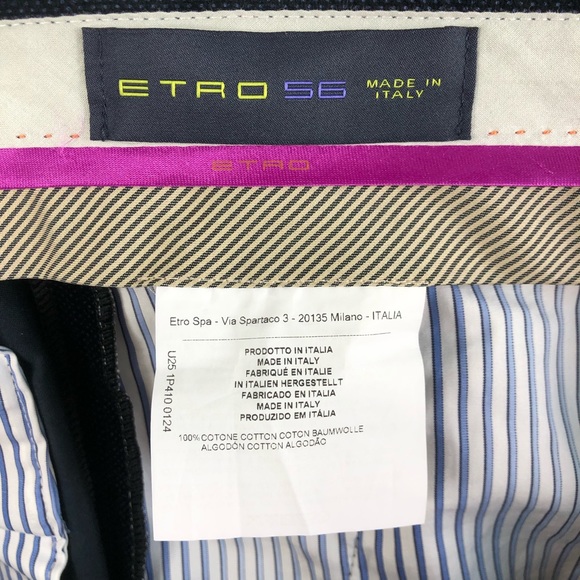 ETRO 56 MADE IN
ITALY
ETRO
Etro Spa - Via Spartaco 3 - 20135 Milano - ITALIA
PRODOTTO IN ITALIA
MADE IN ITALY
FABRIQUÉ EN ITALIE
IN ITALIEN HERGESTELLT
FABRICADO EN ITALIA
MADE IN ITALY
PRODUZIDO EM ITÁLIA
100% COTONE COTTON COTON BAUMWOLLE
ALGODÓN COTTON ALGODÃO
U25 1P410 0124